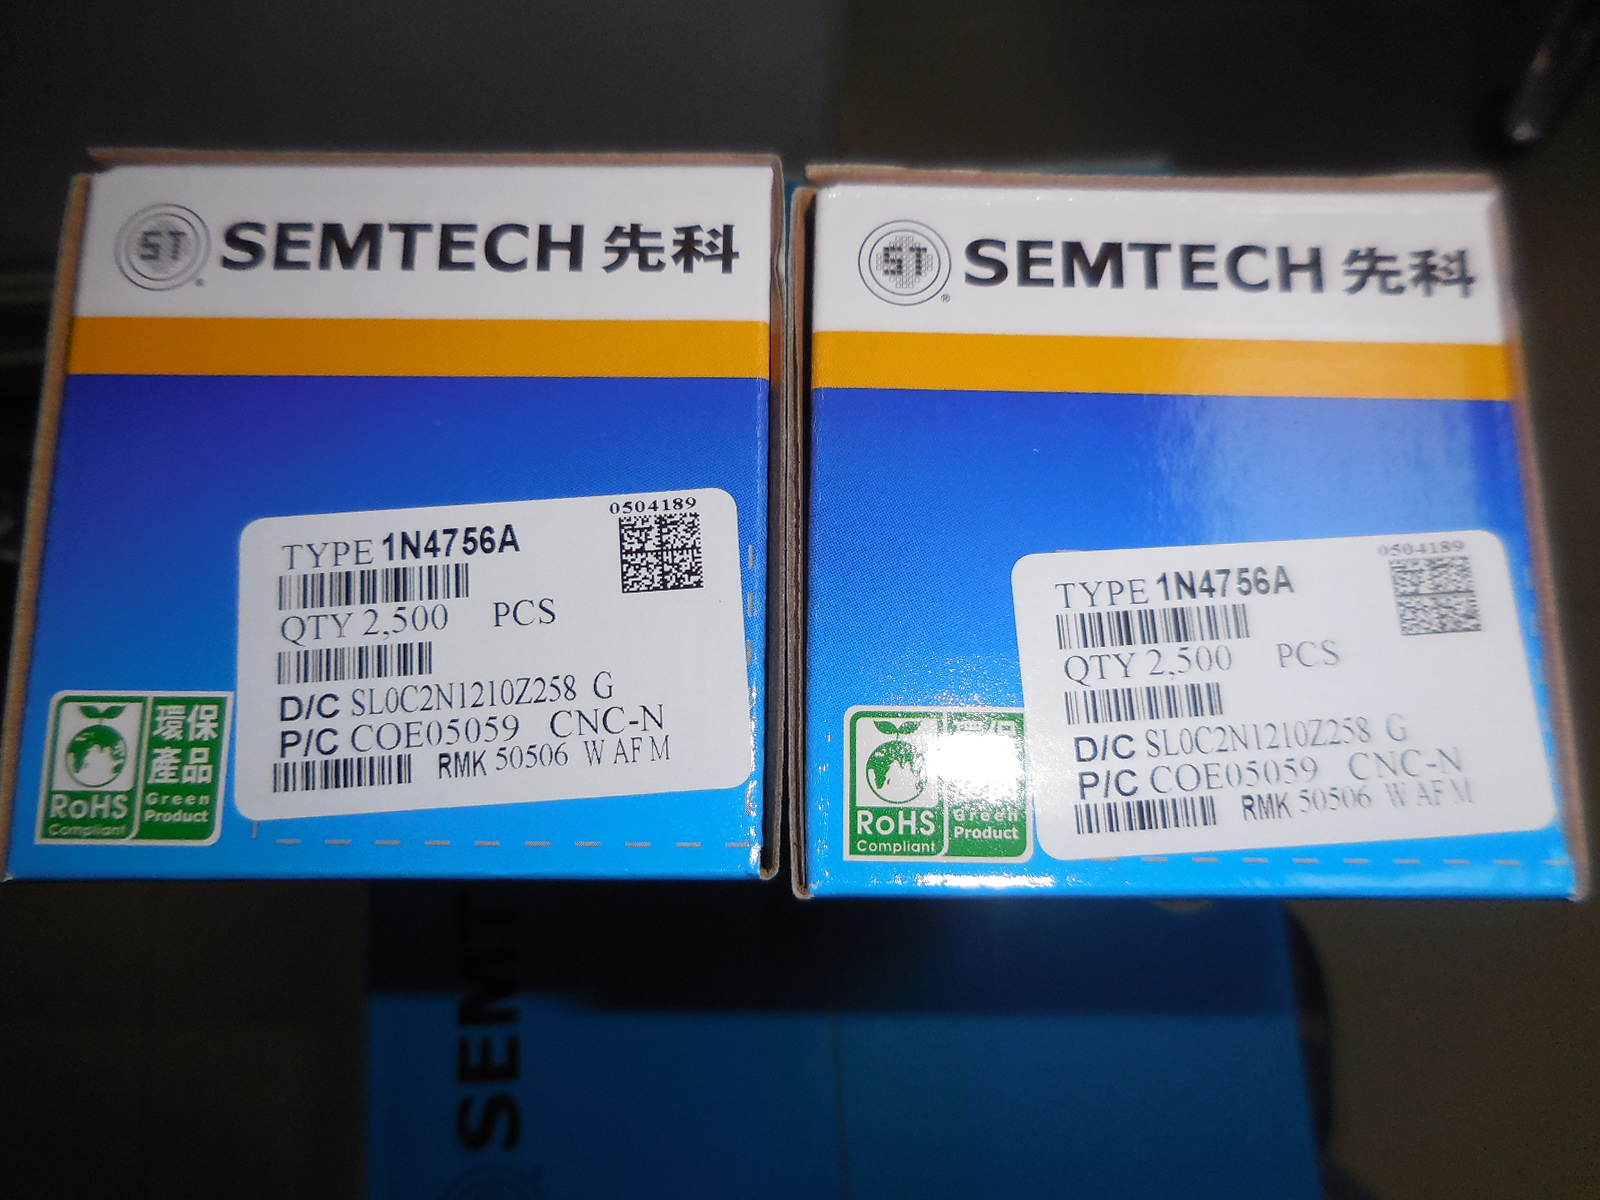 ST
SEMTECH 先科
0504189
TYPE 1N4756A
QTY 2,500 PCS
D/C SL0C2N1210Z258 G
P/C COE05059 CNC-N
RMK 50506 W AF M
環保
產品
RoHS
Compliant
Green
Product
ST
®
SEMTECH 先科
0504189
TYPE 1N4756A
QTY 2,500 PCS
D/C SL0C2N1210Z258 G
P/C COE05059 CNC-N
RMK 50506 W AF M
RoHS
Compliant
Green
Product
SEMT
SE